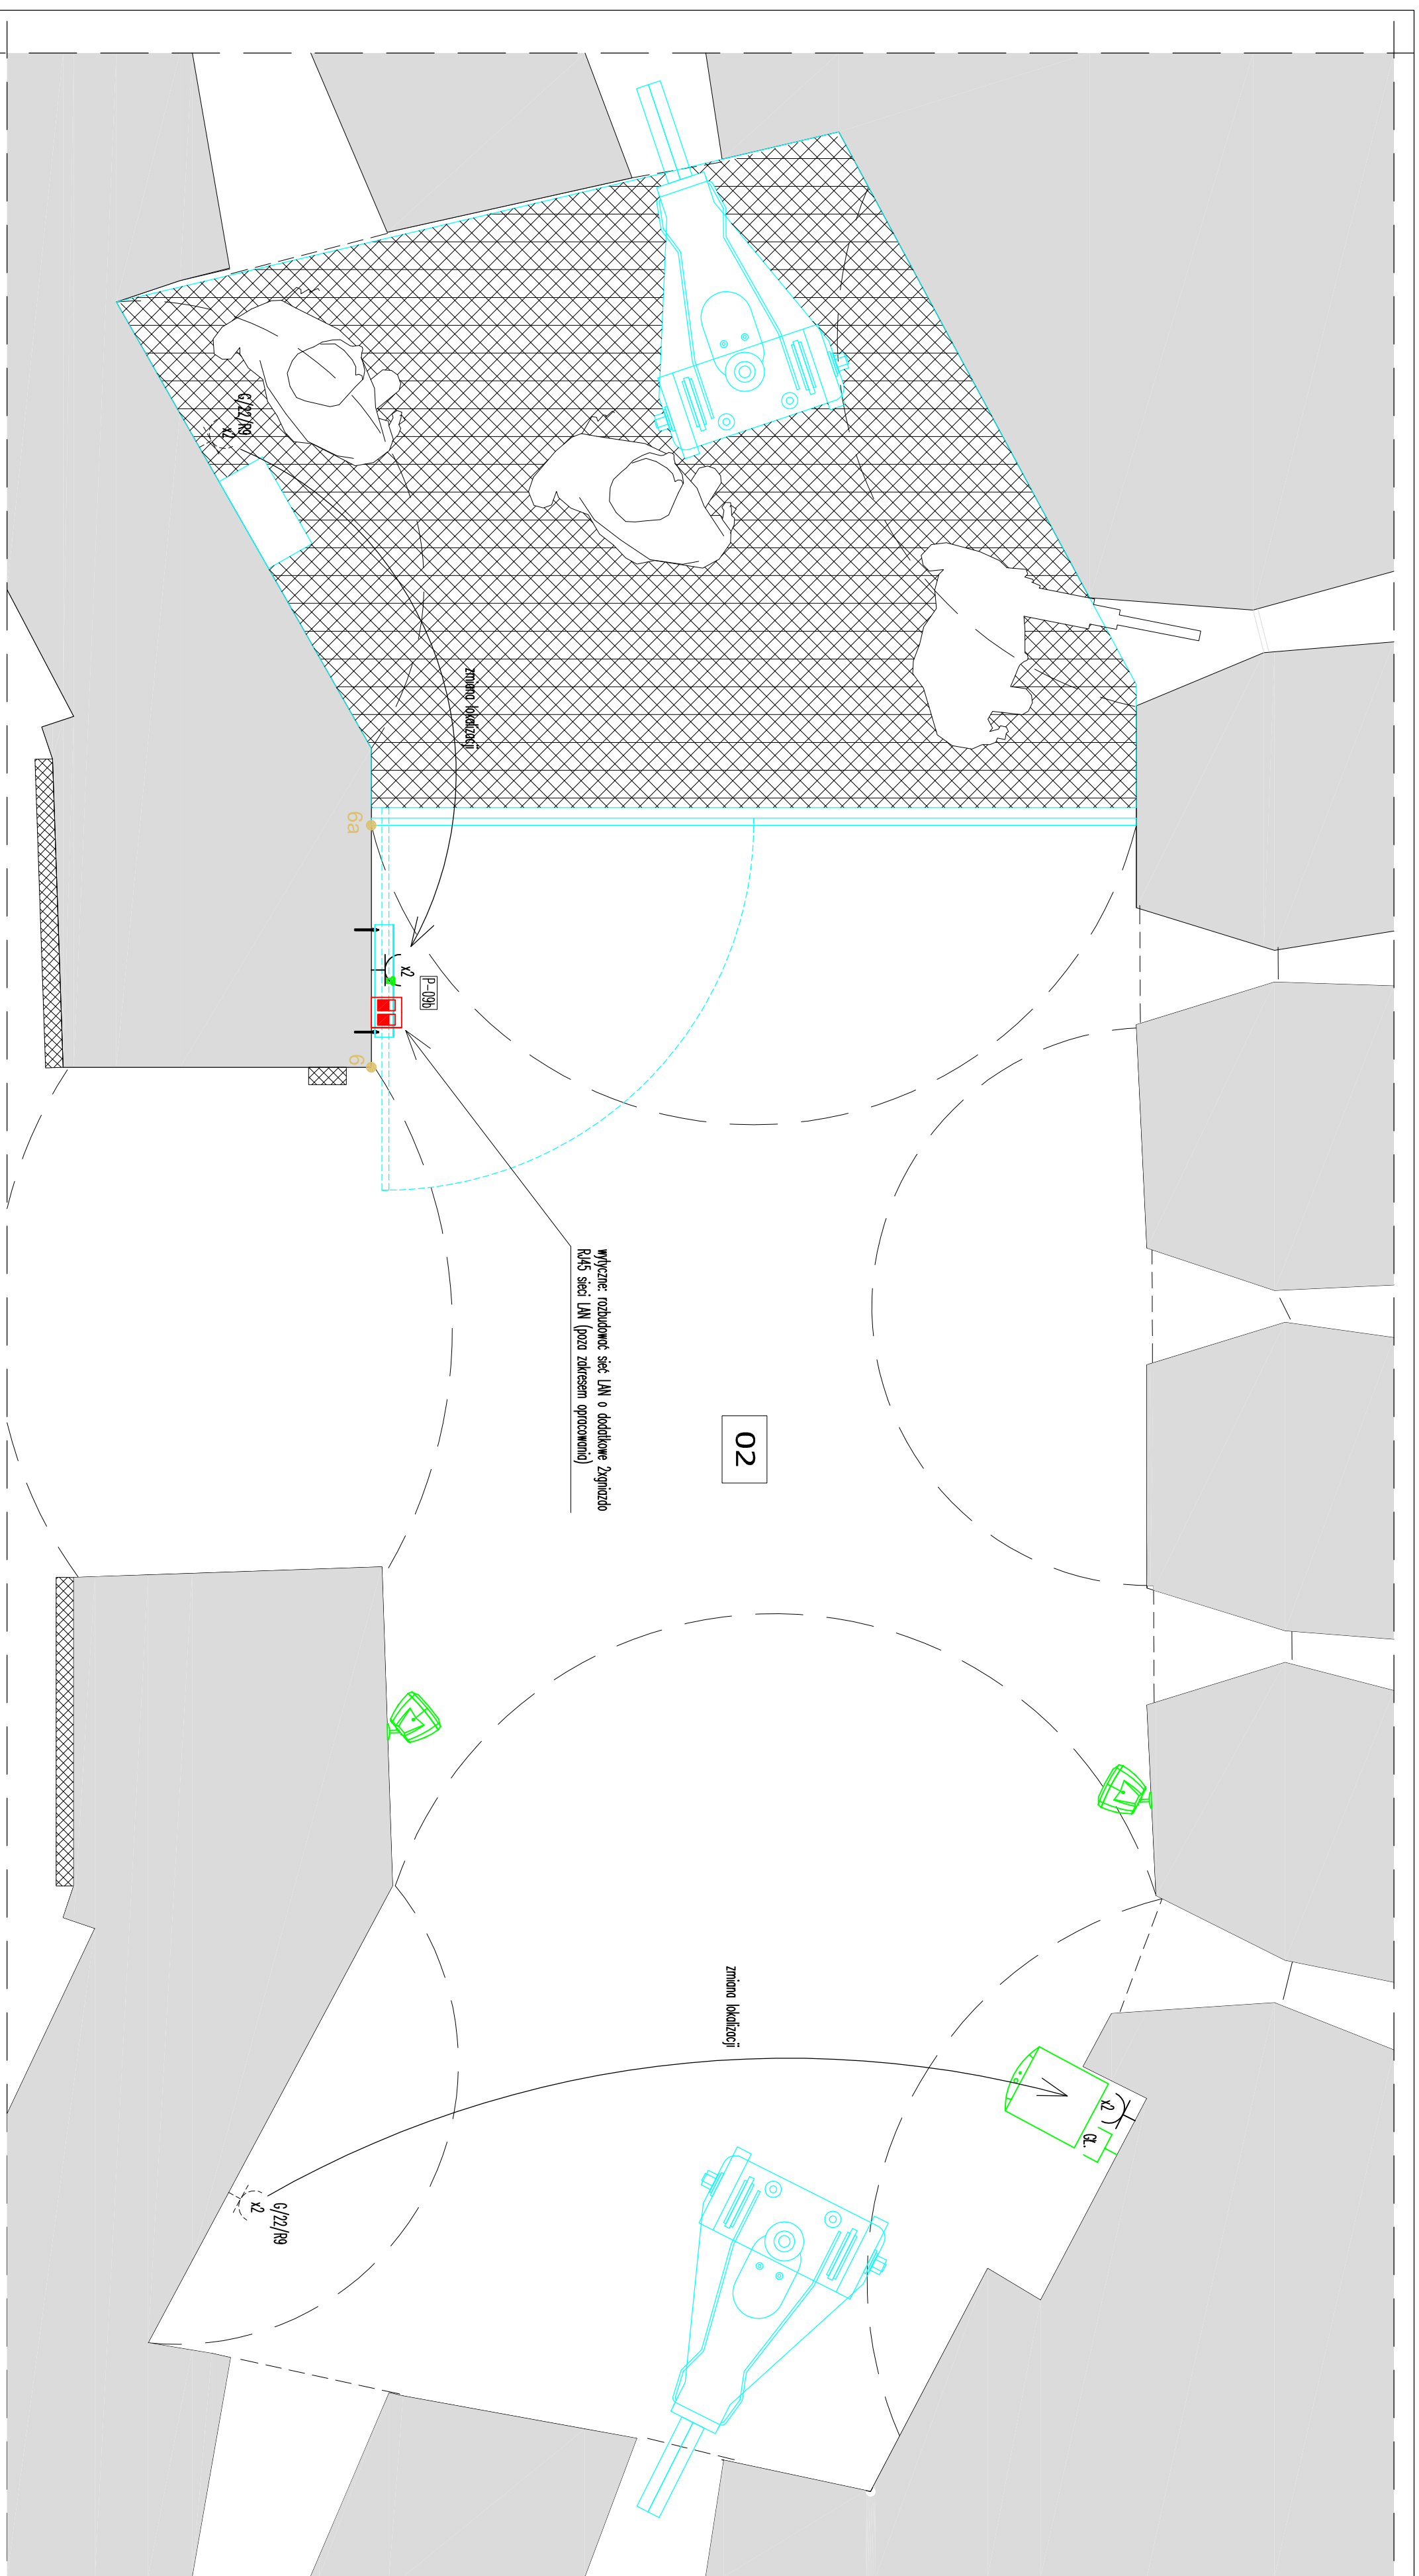 G/22/R9
x2
zmiana lokalizacji
6a
x2
P-09b
6
wytyczne: rozbudować sieć LAN o dodatkowe 2xgniazdo
RJ45 sieci LAN (poza zakresem opracowania)
02
zmiana lokalizacji
x2
GŁ.
G/22/R9
x2